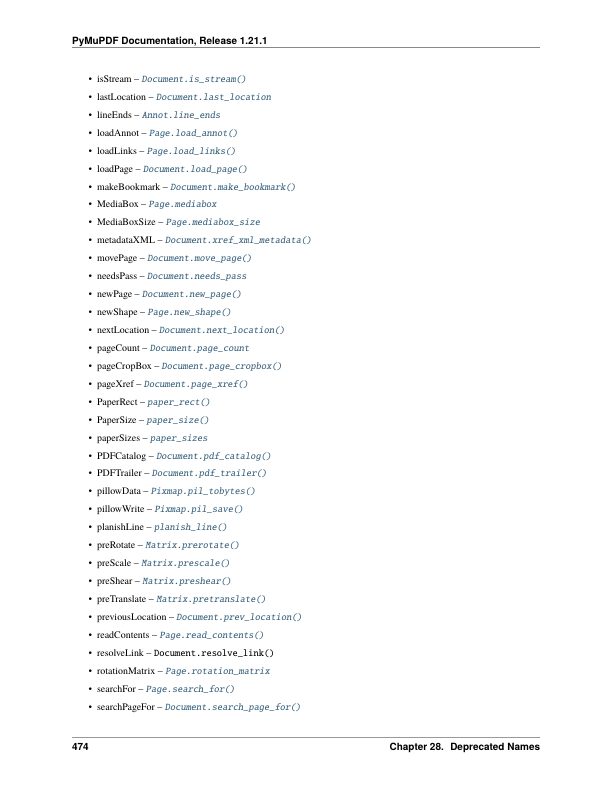 PyMuPDF Documentation, Release 1.21.1
• isStream – Document.is_stream()
• lastLocation – Document.last_location
• lineEnds – Annot.line_ends
• loadAnnot – Page.load_annot()
• loadLinks – Page.load_links()
• loadPage – Document.load_page()
• makeBookmark – Document.make_bookmark()
• MediaBox – Page.mediabox
• MediaBoxSize – Page.mediabox_size
• metadataXML – Document.xref_xml_metadata()
• movePage – Document.move_page()
• needsPass – Document.needs_pass
• newPage – Document.new_page()
• newShape – Page.new_shape()
• nextLocation – Document.next_location()
• pageCount – Document.page_count
• pageCropBox – Document.page_cropbox()
• pageXref – Document.page_xref()
• PaperRect – paper_rect()
• PaperSize – paper_size()
• paperSizes – paper_sizes
• PDFCatalog – Document.pdf_catalog()
• PDFTrailer – Document.pdf_trailer()
• pillowData – Pixmap.pil_tobytes()
• pillowWrite – Pixmap.pil_save()
• planishLine – planish_line()
• preRotate – Matrix.prerotate()
• preScale – Matrix.prescale()
• preShear – Matrix.preshear()
• preTranslate – Matrix.pretranslate()
• previousLocation – Document.prev_location()
• readContents – Page.read_contents()
• resolveLink – Document.resolve_link()
• rotationMatrix – Page.rotation_matrix
• searchFor – Page.search_for()
• searchPageFor – Document.search_page_for()
474 Chapter 28. Deprecated Names